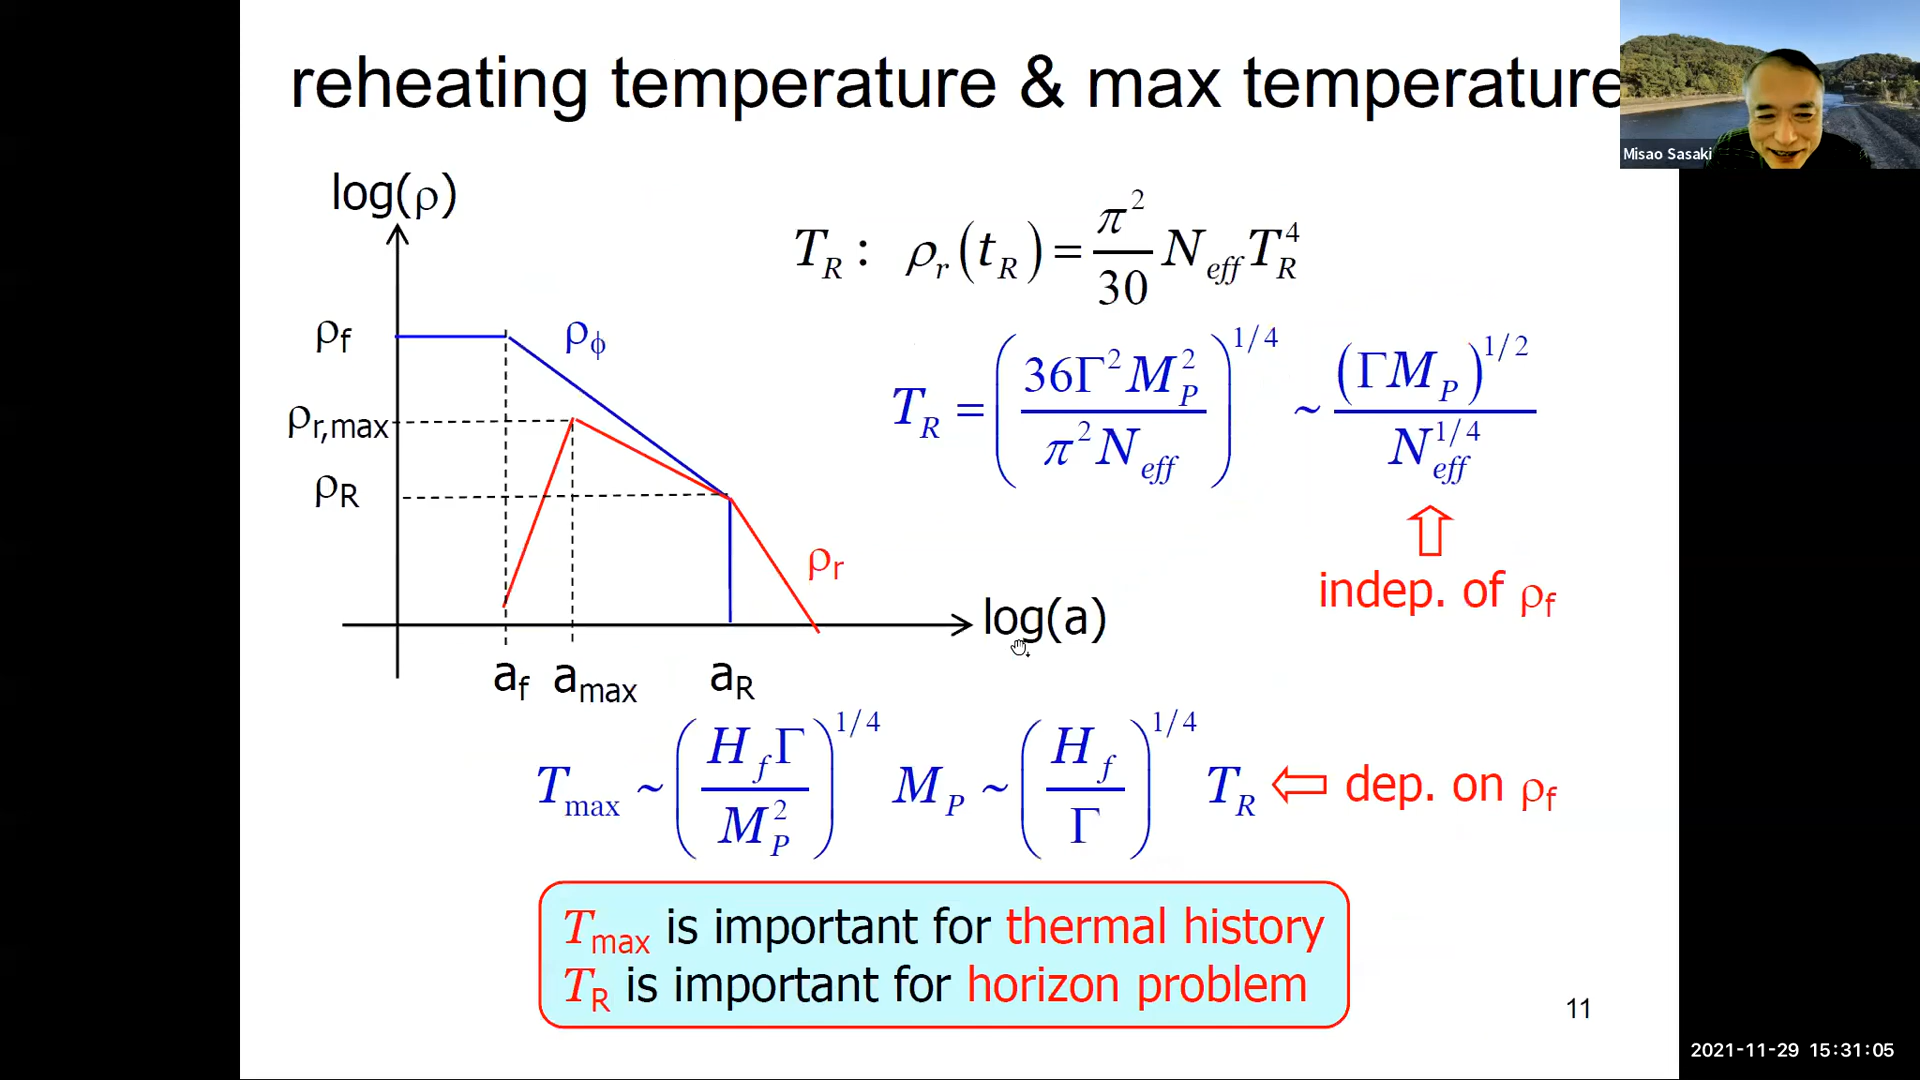 reheating temperature & max temperature
Misao Sasaki
log(ρ)
T_R : ρ_r(t_R) = π²/30 N_eff T_R⁴
ρ_f
ρ_ϕ
T_R = (36Γ²M_P² / π²N_eff)^{1/4} ~ (ΓM_P)^{1/2} / N_eff^{1/4}
ρ_r,max
ρ_R
ρ_r
indep. of ρ_f
log(a)
a_f a_max a_R
T_max ~ (H_f Γ / M_P²)^{1/4} M_P ~ (H_f / Γ)^{1/4} T_R ⇦ dep. on ρ_f
T_max is important for thermal history
T_R is important for horizon problem
11
2021-11-29 15:31:05